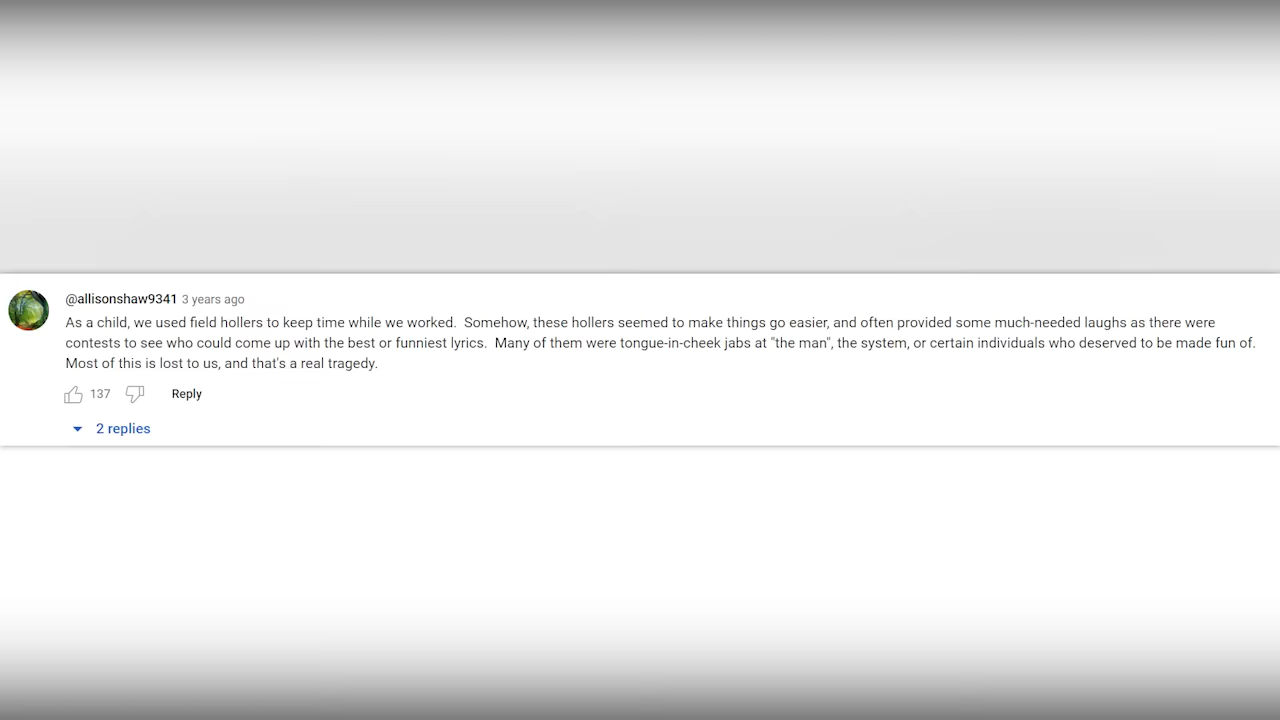 @allisonshaw9341 3 years ago
As a child, we used field hollers to keep time while we worked.  Somehow, these hollers seemed to make things go easier, and often provided some much-needed laughs as there were
contests to see who could come up with the best or funniest lyrics.  Many of them were tongue-in-cheek jabs at "the man", the system, or certain individuals who deserved to be made fun of.
Most of this is lost to us, and that's a real tragedy.
137 Reply
2 replies